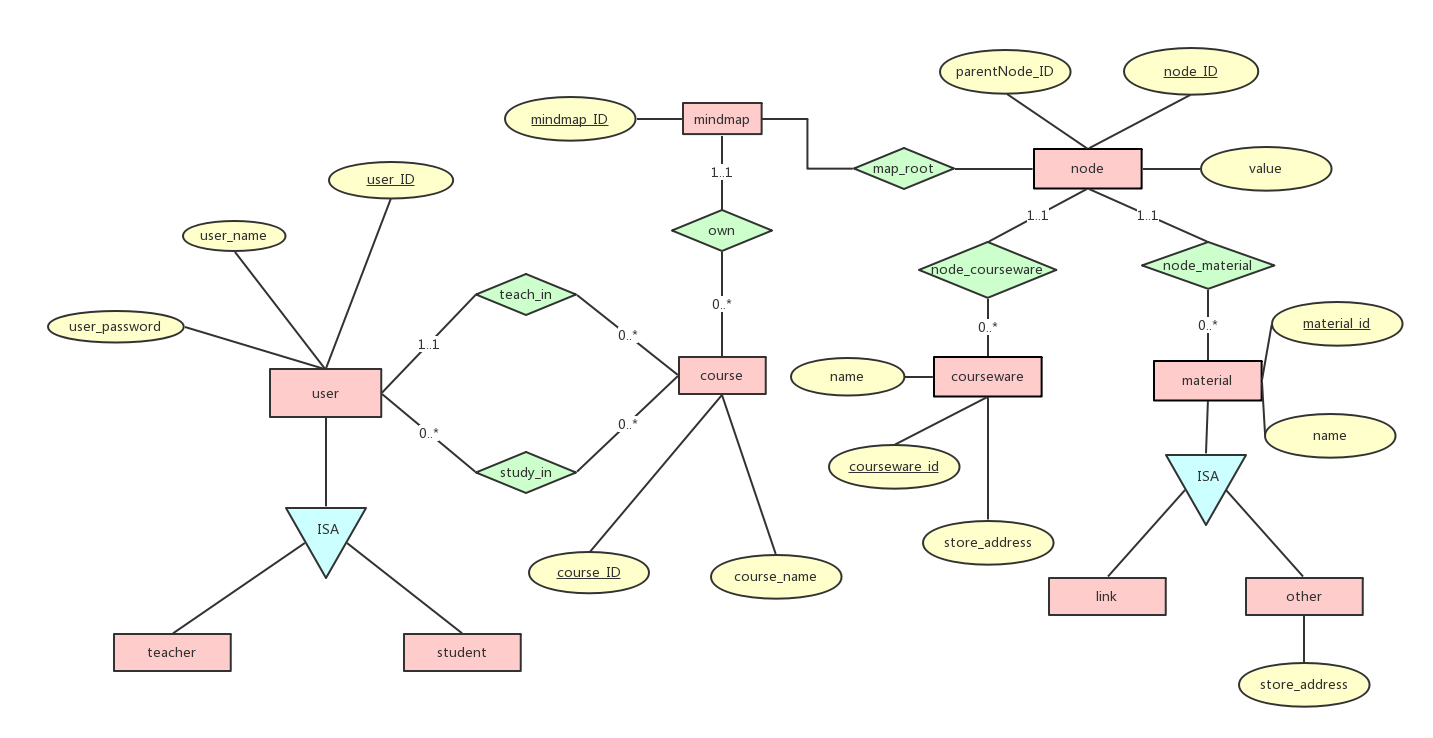 parentNode_ID
node_ID
mindmap_ID
mindmap
map_root
node
value
1..1
user_ID
1..1
1..1
user_name
own
node_courseware
node_material
teach_in
0..*
user_password
1..1
0..*
0..*
0..*
material_id
user
course
name
courseware
material
0..*
0..*
name
study_in
courseware_id
ISA
ISA
store_address
course_ID
course_name
link
other
teacher
student
store_address